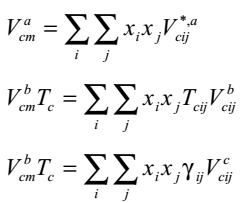 V_{cm}^{a} = \sum_{i} \sum_{j} x_i x_j V_{cij}^{*,a}
V_{cm}^{b} T_c = \sum_{i} \sum_{j} x_i x_j T_{cij} V_{cij}^{b}
V_{cm}^{b} T_c = \sum_{i} \sum_{j} x_i x_j γ_{ij} V_{cij}^{c}